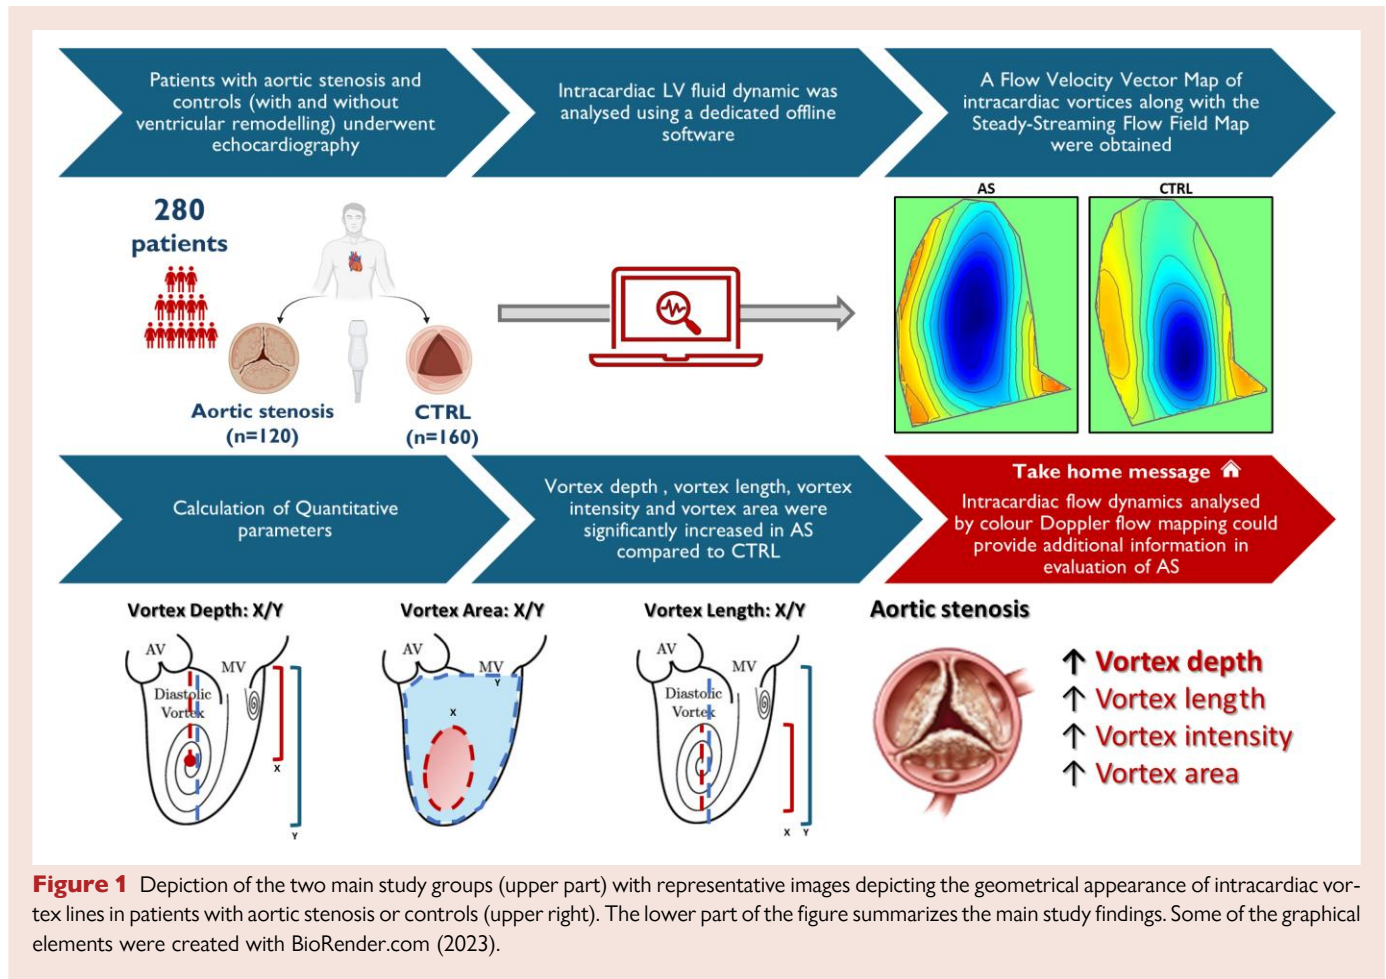 Patients with aortic stenosis and
controls (with and without
ventricular remodelling) underwent
echocardiography
Intracardiac LV fluid dynamic was
analysed using a dedicated offline
software
A Flow Velocity Vector Map of
intracardiac vortices along with the
Steady-Streaming Flow Field Map
were obtained
280
patients
Aortic stenosis
(n=120)
CTRL
(n=160)
AS
CTRL
Calculation of Quantitative
parameters
Vortex depth , vortex length, vortex
intensity and vortex area were
significantly increased in AS
compared to CTRL
Take home message
Intracardiac flow dynamics analysed
by colour Doppler flow mapping could
provide additional information in
evaluation of AS
Vortex Depth: X/Y
AV
MV
Diastolic
Vortex
X
Y
Vortex Area: X/Y
AV
MV
Y
X
Vortex Length: X/Y
AV
MV
Diastolic
Vortex
X Y
Aortic stenosis
↑ Vortex depth
↑ Vortex length
↑ Vortex intensity
↑ Vortex area
Figure 1 Depiction of the two main study groups (upper part) with representative images depicting the geometrical appearance of intracardiac vor-
tex lines in patients with aortic stenosis or controls (upper right). The lower part of the figure summarizes the main study findings. Some of the graphical
elements were created with BioRender.com (2023).